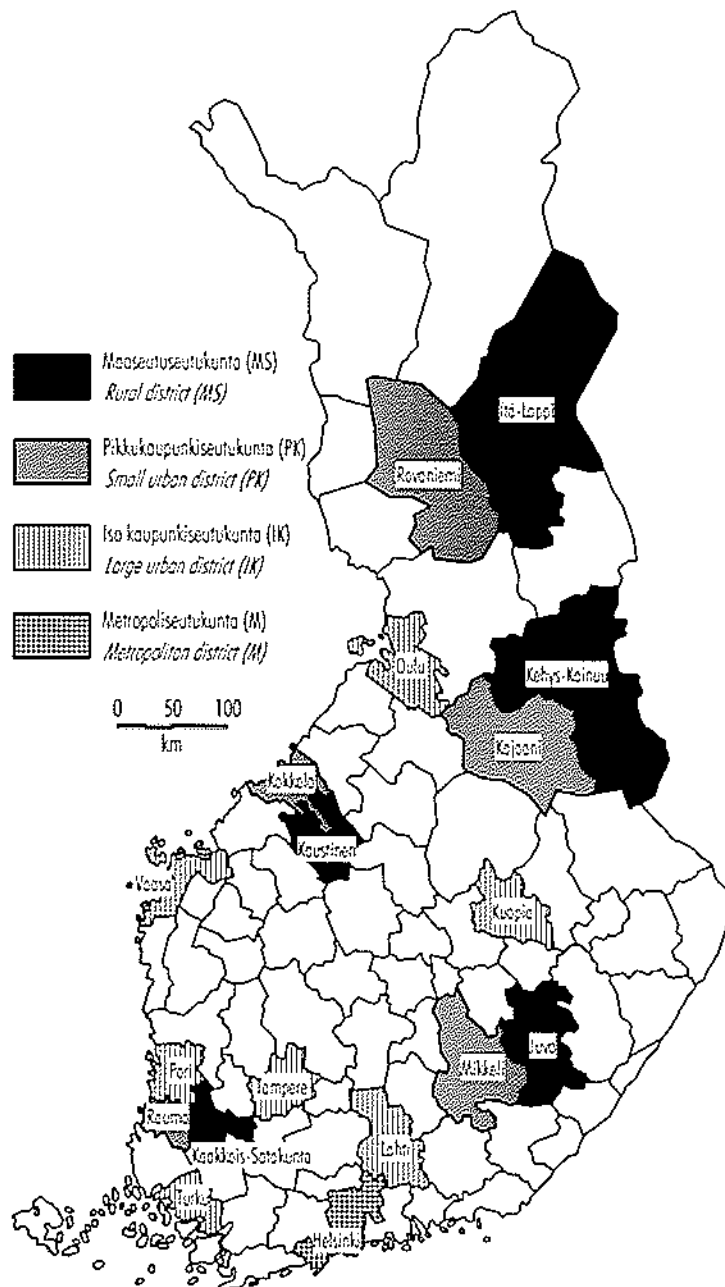 Maaseutuseutukunta (MS)
Rural district (MS)
Pikkukaupunkiseutukunta (PK)
Small urban district (PK)
Iso kaupunkiseutukunta (IK)
Large urban district (IK)
Metropoliseutukunta (M)
Metropolitan district (M)
0 50 100
km
Itä-Lappi
Rovaniemi
Oulu
Kehys-Kainuu
Kajaani
Kokkola
Kaustinen
Vaasa
Kuopio
Juva
Mikkeli
Pori
Tampere
Rauma
Kaakkois-Satakunta
Lahti
Turku
Helsinki